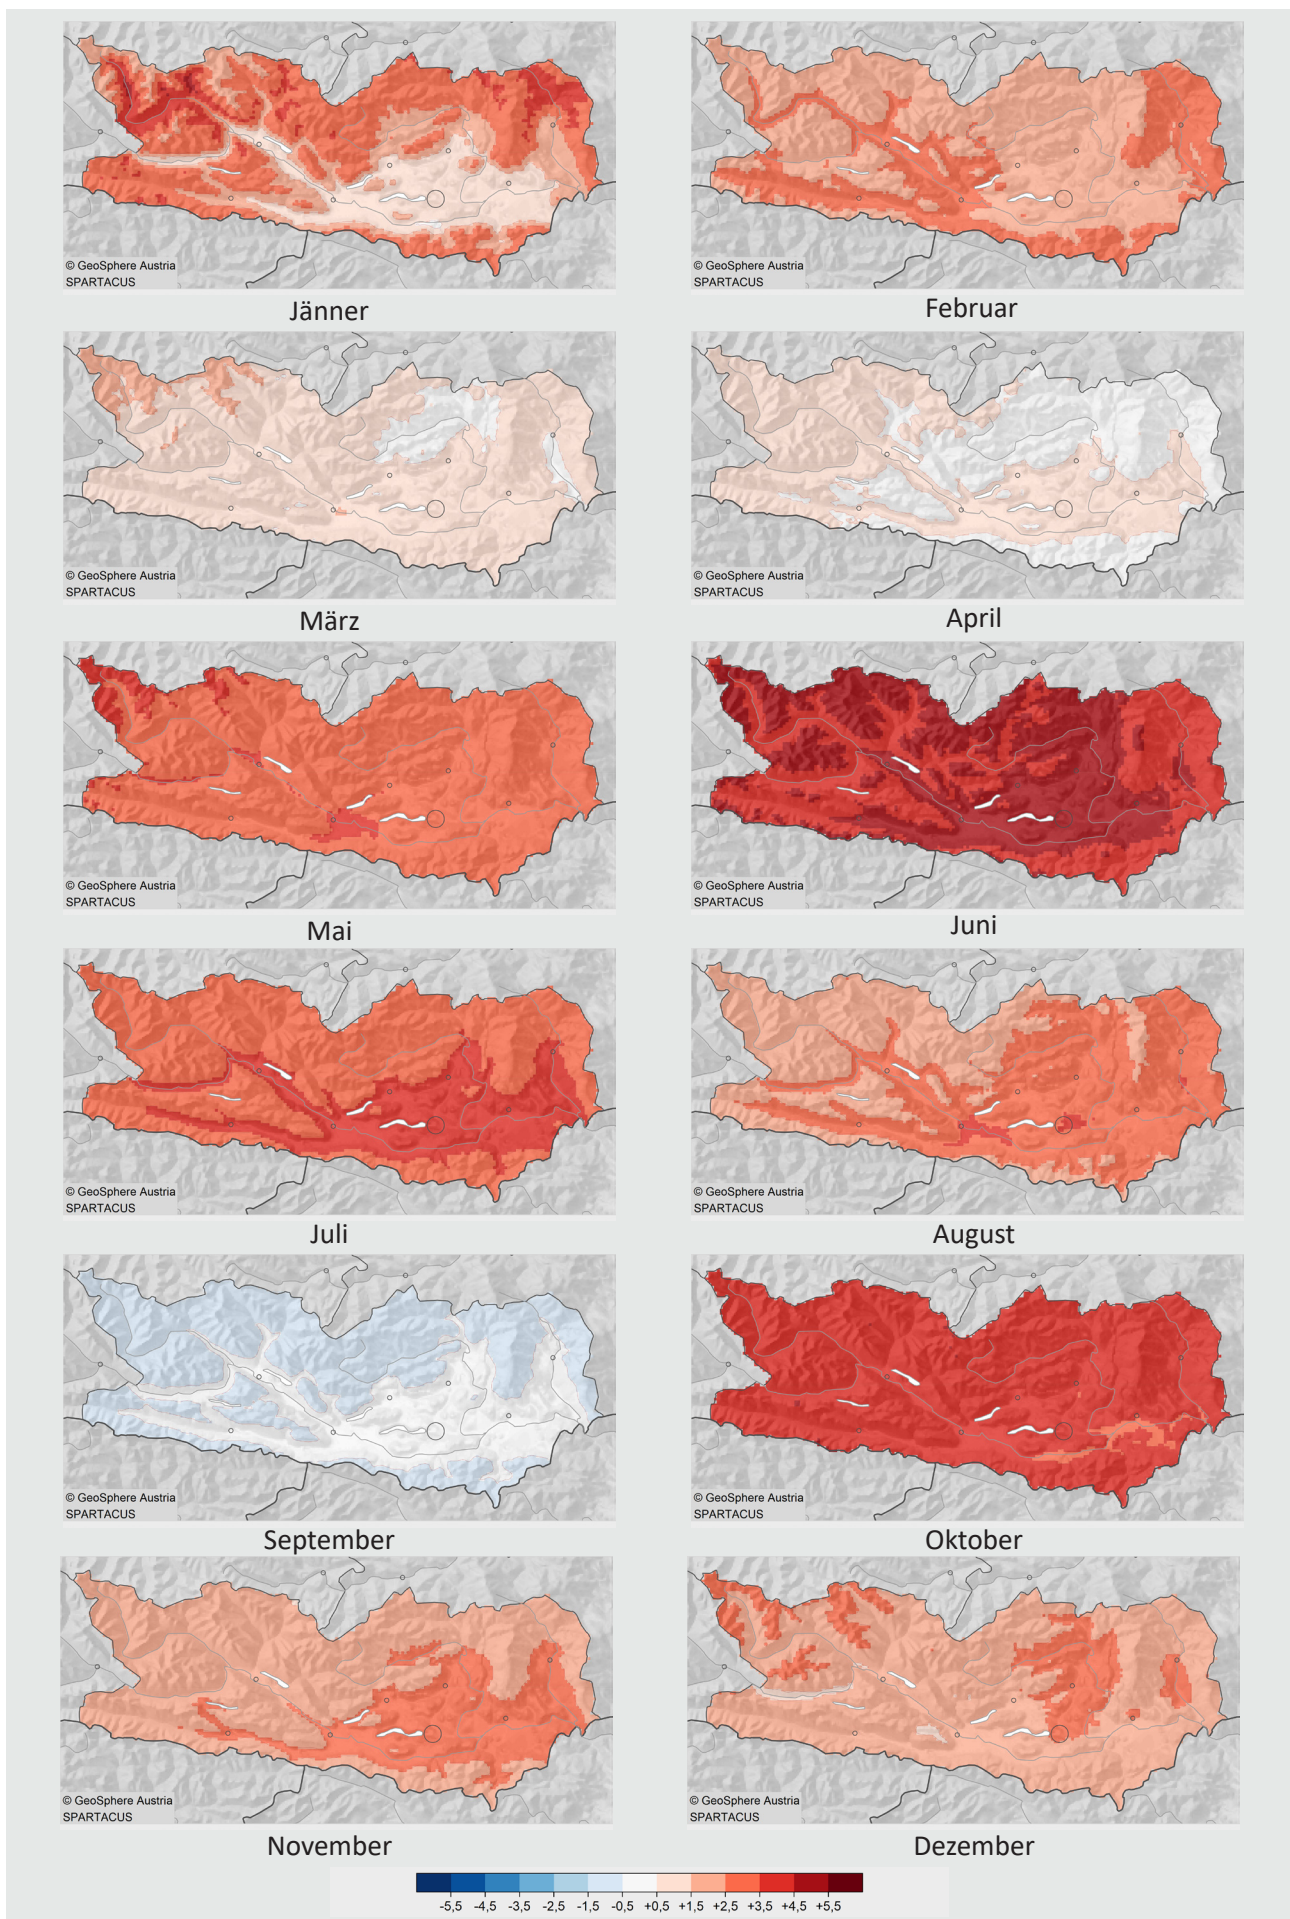 © GeoSphere Austria
SPARTACUS
© GeoSphere Austria
SPARTACUS
Jänner
Februar
© GeoSphere Austria
SPARTACUS
© GeoSphere Austria
SPARTACUS
März
April
© GeoSphere Austria
SPARTACUS
© GeoSphere Austria
SPARTACUS
Mai
Juni
© GeoSphere Austria
SPARTACUS
© GeoSphere Austria
SPARTACUS
Juli
August
© GeoSphere Austria
SPARTACUS
© GeoSphere Austria
SPARTACUS
September
Oktober
© GeoSphere Austria
SPARTACUS
© GeoSphere Austria
SPARTACUS
November
Dezember
-5,5 -4,5 -3,5 -2,5 -1,5 -0,5 +0,5 +1,5 +2,5 +3,5 +4,5 +5,5